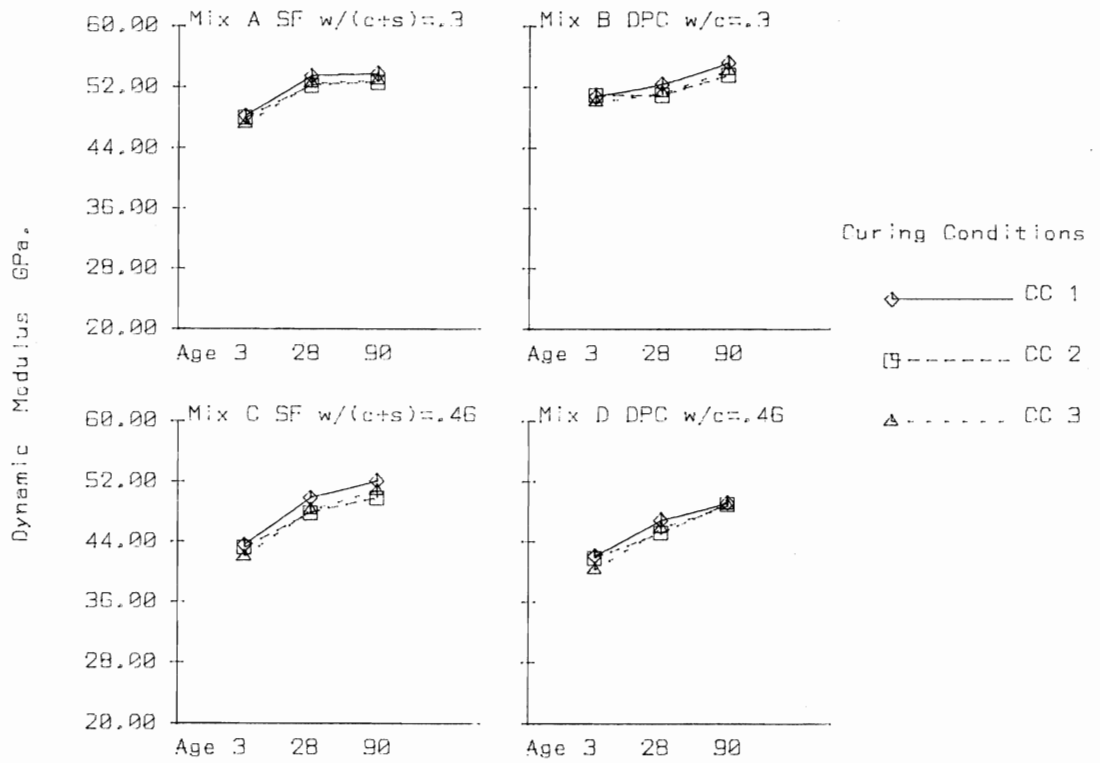 Mix A SF w/(c+s)=.3
60.00
52.00
44.00
36.00
28.00
20.00
Age 3 28 90
Mix B OPC w/c=.3
Age 3 28 90
Mix C SF w/(c+s)=.46
60.00
52.00
44.00
36.00
28.00
20.00
Age 3 28 90
Mix D OPC w/c=.46
Age 3 28 90
Dynamic Modulus GPa.
Curing Conditions
CC 1
CC 2
CC 3